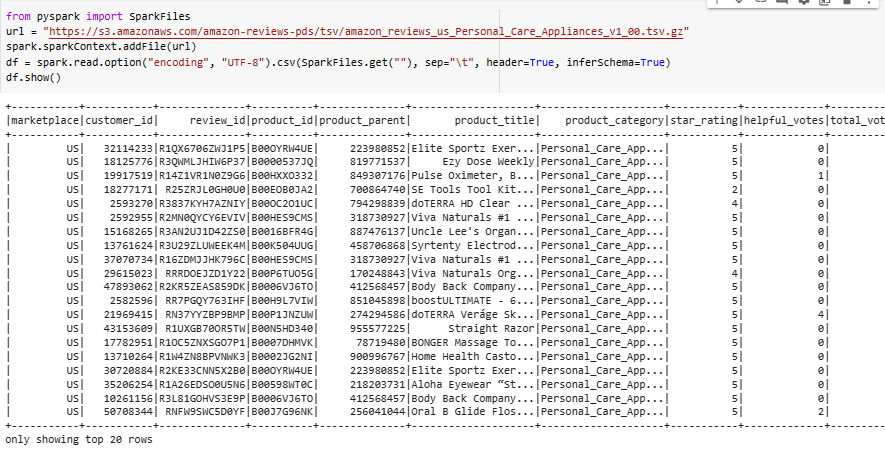 from pyspark import SparkFiles
url = "https://s3.amazonaws.com/amazon-reviews-pds/tsv/amazon_reviews_us_Personal_Care_Appliances_v1_00.tsv.gz"
spark.sparkContext.addFile(url)
df = spark.read.option("encoding", "UTF-8").csv(SparkFiles.get(""), sep="\t", header=True, inferSchema=True)
df.show()
+-----------+-----------+--------------+----------+--------------+--------------------+--------------------+-----------+-------------+---------
|marketplace|customer_id|     review_id|product_id|product_parent|       product_title|    product_category|star_rating|helpful_votes|total_vot
+-----------+-----------+--------------+----------+--------------+--------------------+--------------------+-----------+-------------+---------
|         US|   32114233|R1QX6706ZWJ1P5|B00OYRW4UE|     223980852|Elite Sportz Exer...|Personal_Care_App...|          5|            0|
|         US|   18125776|R3QWMLJHIW6P37|B0000537JQ|     819771537|     Ezy Dose Weekly|Personal_Care_App...|          5|            0|
|         US|   19917519|R14Z1VR1N0Z9G6|B00HXXO332|     849307176|Pulse Oximeter, B...|Personal_Care_App...|          5|            1|
|         US|   18277171| R25ZRJL0GH0U0|B00EOB0JA2|     700864740|SE Tools Tool Kit...|Personal_Care_App...|          2|            0|
|         US|    2593270|R3837KYH7AZNIY|B00OC2O1UC|     794298839|doTERRA HD Clear ...|Personal_Care_App...|          4|            0|
|         US|    2592955|R2MN0QYCY6EVIV|B00HES9CMS|     318730927|Viva Naturals #1 ...|Personal_Care_App...|          5|            0|
|         US|   15168265|R3AN2UJ1D42ZS0|B0016BFR4G|     887476137|Uncle Lee's Organ...|Personal_Care_App...|          5|            0|
|         US|   13761624|R3U29ZLUWEEK4M|B00K504UUG|     458706868|Syrtenty Electrod...|Personal_Care_App...|          5|            0|
|         US|   37070734|R16ZDMJJHK796C|B00HES9CMS|     318730927|Viva Naturals #1 ...|Personal_Care_App...|          5|            0|
|         US|   29615023| RRRDOEJZD1Y22|B00P6TUO5G|     170248843|Viva Naturals Org...|Personal_Care_App...|          4|            0|
|         US|   47893062|R2KR5ZEAS859DK|B0006VJ6TO|     412568457|Body Back Company...|Personal_Care_App...|          5|            0|
|         US|    2582596| RR7PGQY763IHF|B00H9L7VIW|     851045898|boostULTIMATE - 6...|Personal_Care_App...|          5|            0|
|         US|   21969415| RN37YYZBP9BMP|B00P1JNZUW|     274294586|doTERRA Veráge Sk...|Personal_Care_App...|          5|            4|
|         US|   43153609| R1UXGB70OR5TW|B00N5HD340|     955577225|      Straight Razor|Personal_Care_App...|          5|            0|
|         US|   17782951|R1OC5ZNXSGO7P1|B0007DHMVK|      78719480|BONGER Massage To...|Personal_Care_App...|          5|            0|
|         US|   13710264|R1W4ZN8BPVNWK3|B0002JG2NI|     900996767|Home Health Casto...|Personal_Care_App...|          5|            0|
|         US|   30720884|R2KE33CNN5X2B0|B00OYRW4UE|     223980852|Elite Sportz Exer...|Personal_Care_App...|          5|            0|
|         US|   35206254|R1A26EDSO0U5N6|B00598WT0C|     218203731|Aloha Eyewear “St...|Personal_Care_App...|          5|            0|
|         US|   10261156|R3L81GOHVS3E9P|B0006VJ6TO|     412568457|Body Back Company...|Personal_Care_App...|          5|            0|
|         US|   50708344| RNFW9SWC5D0YF|B00J7G96NK|     256041044|Oral B Glide Flos...|Personal_Care_App...|          5|            2|
+-----------+-----------+--------------+----------+--------------+--------------------+--------------------+-----------+-------------+---------
only showing top 20 rows